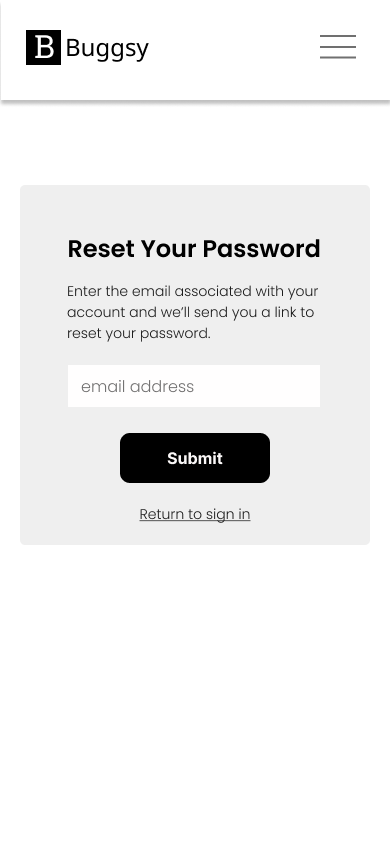 B Buggsy
Reset Your Password
Enter the email associated with your
account and we’ll send you a link to
reset your password.
email address
Submit
Return to sign in